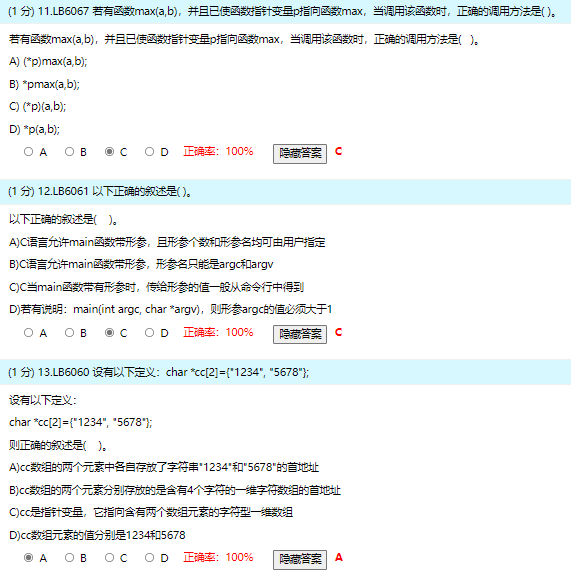 (1 分) 11.LB6067 若有函数max(a,b)，并且已使函数指针变量p指向函数max，当调用该函数时，正确的调用方法是( )。
若有函数max(a,b)，并且已使函数指针变量p指向函数max，当调用该函数时，正确的调用方法是( )。
A) (*p)max(a,b);
B) *pmax(a,b);
C) (*p)(a,b);
D) *p(a,b);
A B C D 正确率：100% 隐藏答案 C
(1 分) 12.LB6061 以下正确的叙述是( )。
以下正确的叙述是( )。
A)C语言允许main函数带形参，且形参个数和形参名均可由用户指定
B)C语言允许main函数带形参，形参名只能是argc和argv
C)C当main函数带有形参时，传给形参的值一般从命令行中得到
D)若有说明：main(int argc, char *argv)，则形参argc的值必须大于1
A B C D 正确率：100% 隐藏答案 C
(1 分) 13.LB6060 设有以下定义：char *cc[2]={"1234", "5678"};
设有以下定义：
char *cc[2]={"1234", "5678"};
则正确的叙述是( )。
A)cc数组的两个元素中各自存放了字符串"1234"和"5678"的首地址
B)cc数组的两个元素分别存放的是含有4个字符的一维字符数组的首地址
C)cc是指针变量，它指向含有两个数组元素的字符型一维数组
D)cc数组元素的值分别是1234和5678
A B C D 正确率：100% 隐藏答案 A